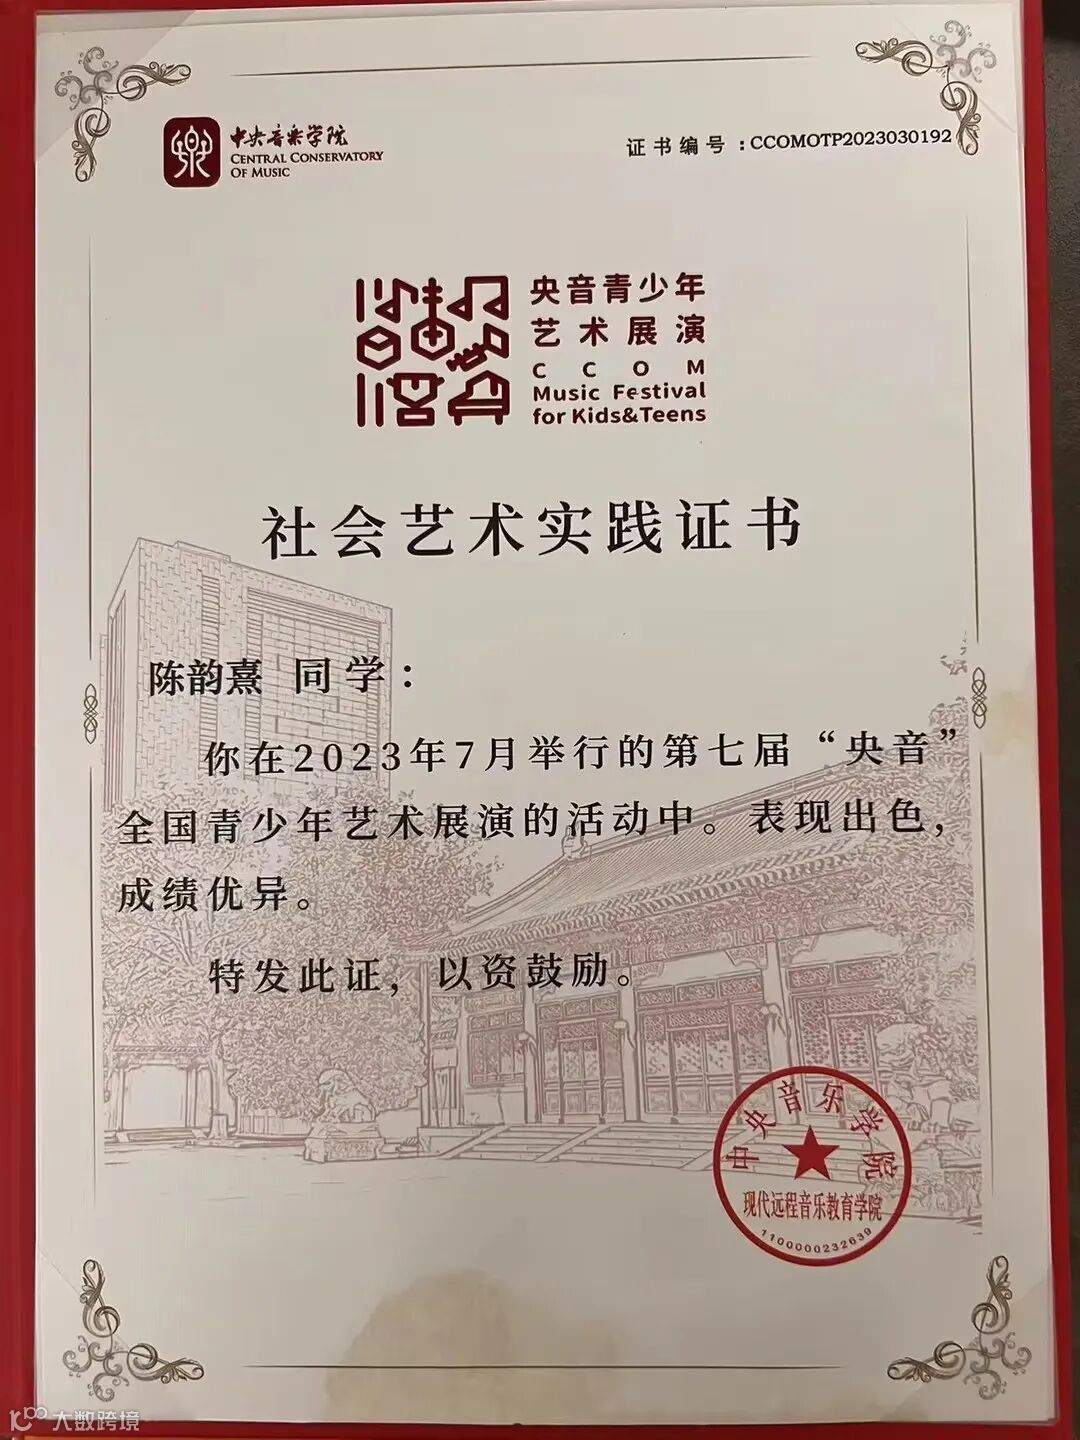 中央音乐学院
CENTRAL CONSERVATORY
OF MUSIC
证书编号:CCOMOTP2023030192
央音青少年
艺术展演
CCOM
Music Festival
for Kids&Teens
社会艺术实践证书
陈韵熹 同学：
你在2023年7月举行的第七届“央音”
全国青少年艺术展演的活动中。表现出色，
成绩优异。
特发此证，以资鼓励。
中央音乐学院
现代远程音乐教育学院
1100000232639
大数跨境